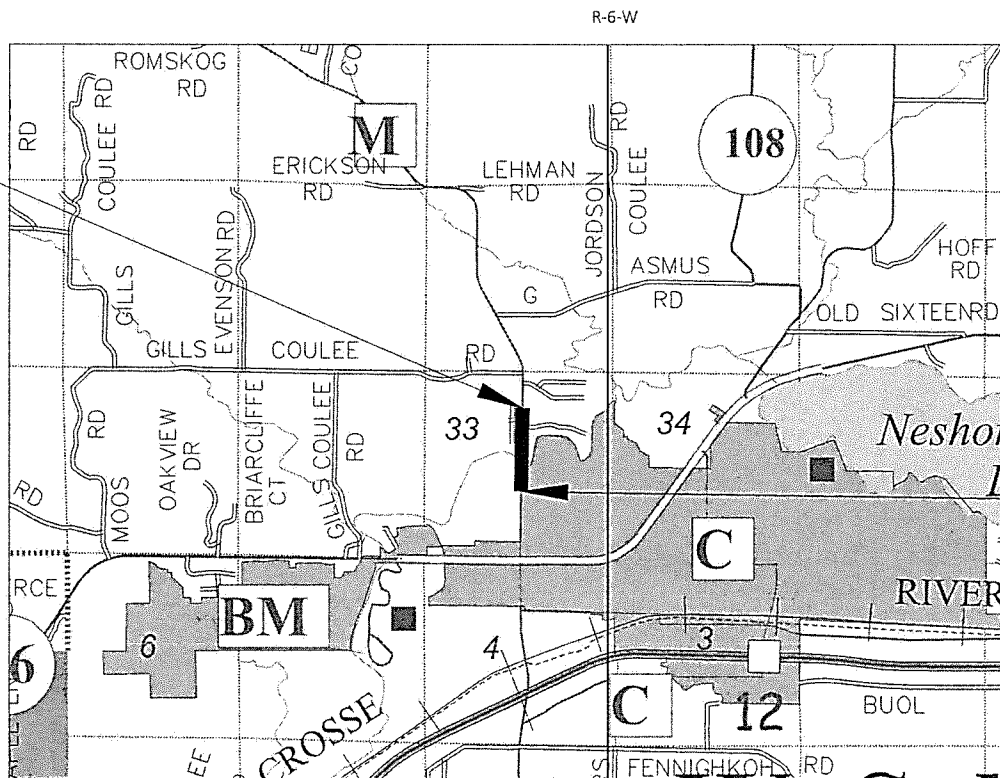 R-6-W
ROMSKOG
RD
COULEE RD
RD
M
ERICKSON
RD
LEHMAN
RD
JORDSON
COULEE
RD
108
HOFF
RD
ASMUS
RD
G
OLD SIXTEEN RD
GILLS
EVENSON RD
GILLS COULEE RD
RD
MOOS
OAKVIEW
DR
BRIARCLIFFE
CT
GILLS COULEE
RD
33
34
RD
C
RIVER
BM
6
6
4
3
C
12
BUOL
CROSSE
FENNIGHKOH RD